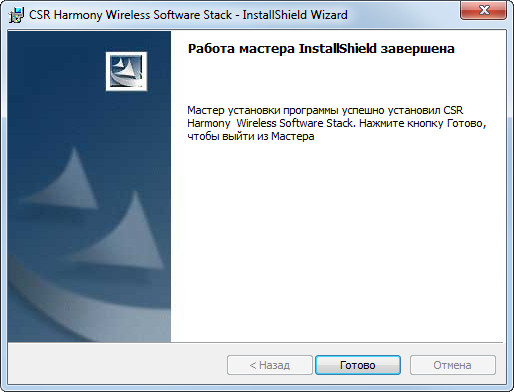 CSR Harmony Wireless Software Stack - InstallShield Wizard
Работа мастера InstallShield завершена
Мастер установки программы успешно установил CSR
Harmony  Wireless Software Stack. Нажмите кнопку Готово,
чтобы выйти из Мастера
< Назад
Готово
Отмена